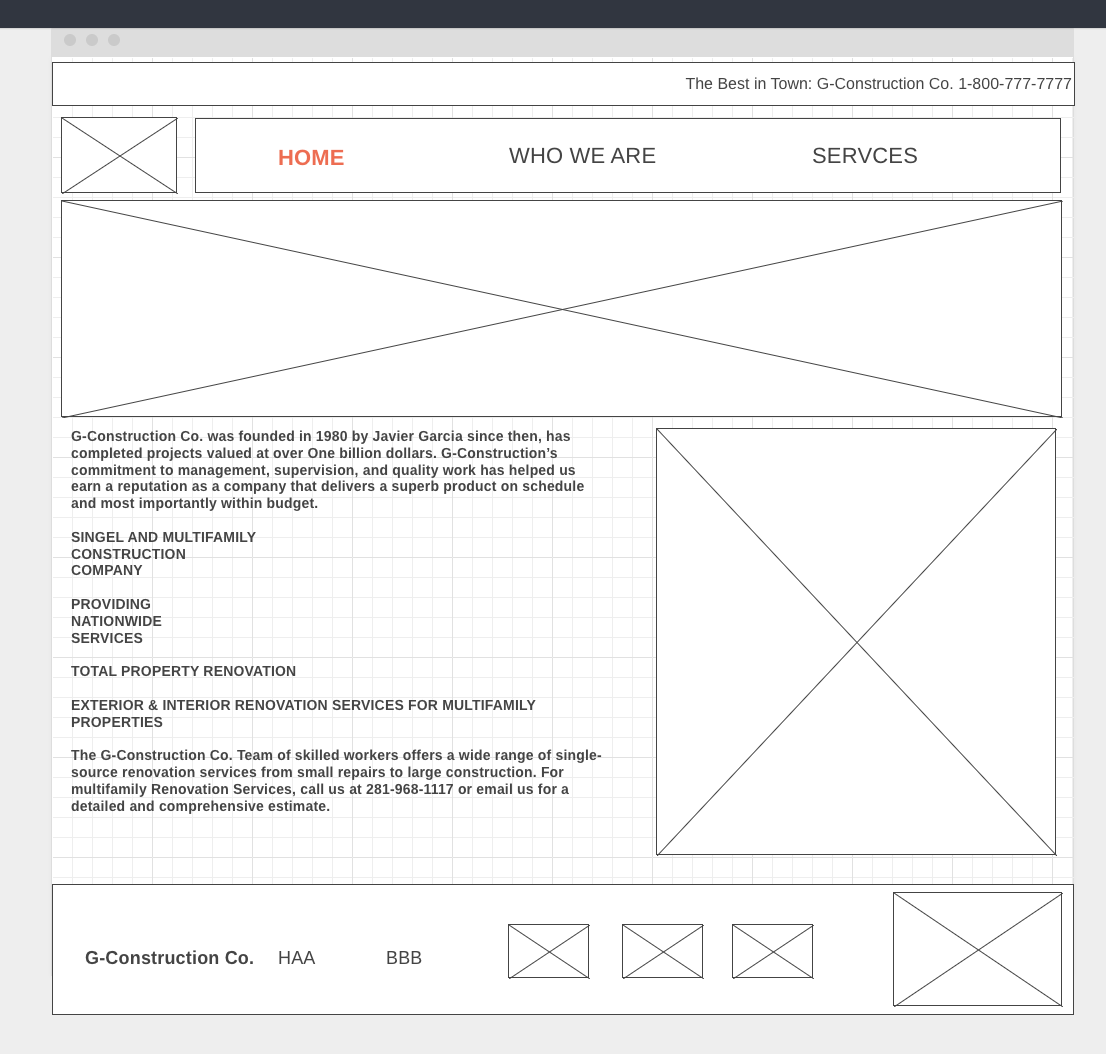 The Best in Town: G-Construction Co. 1-800-777-7777
HOME WHO WE ARE SERVCES
G-Construction Co. was founded in 1980 by Javier Garcia since then, has
completed projects valued at over One billion dollars. G-Construction’s
commitment to management, supervision, and quality work has helped us
earn a reputation as a company that delivers a superb product on schedule
and most importantly within budget.
SINGEL AND MULTIFAMILY
CONSTRUCTION
COMPANY
PROVIDING
NATIONWIDE
SERVICES
TOTAL PROPERTY RENOVATION
EXTERIOR & INTERIOR RENOVATION SERVICES FOR MULTIFAMILY
PROPERTIES
The G-Construction Co. Team of skilled workers offers a wide range of single-
source renovation services from small repairs to large construction. For
multifamily Renovation Services, call us at 281-968-1117 or email us for a
detailed and comprehensive estimate.
G-Construction Co. HAA BBB